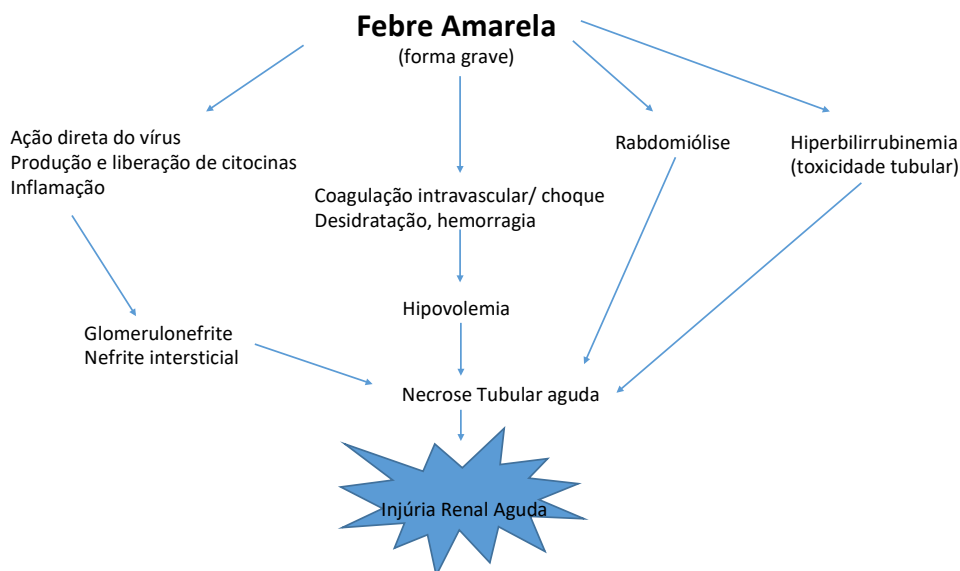 Febre Amarela
(forma grave)
Ação direta do vírus
Produção e liberação de citocinas
Inflamação
Coagulação intravascular/ choque
Desidratação, hemorragia
Rabdomiólise
Hiperbilirrubinemia
(toxicidade tubular)
Hipovolemia
Glomerulonefrite
Nefrite intersticial
Necrose Tubular aguda
Injúria Renal Aguda